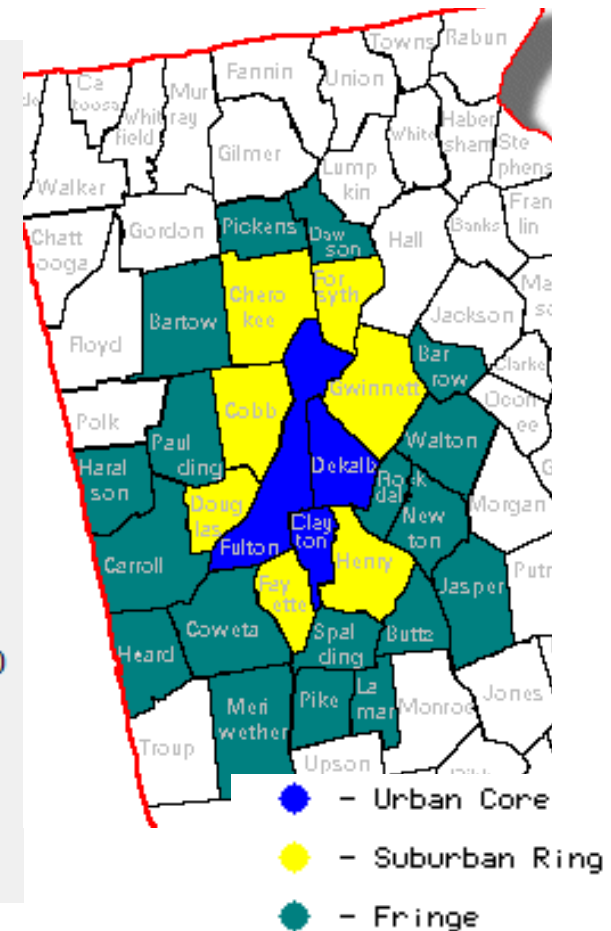 Towns
Rabun
Fannin
Union
Ca
toosa
Whit
field
Mur
ray
Gilmer
White
Haber
sham
Ste
phens
Walker
Lump
kin
Fran
lin
Chatt
ooga
Gordon
Pickens
Daw
son
Hall
Banks
Bartow
Chero
kee
For
syth
Jackson
Floyd
Gwinnett
Bar
row
Clarke
Polk
Cobb
Ocon
ee
Paul
ding
Walton
Haral
son
Dekalb
Rock
dal
Morgan
Doug
las
Clay
ton
New
ton
Carroll
Fulton
Henry
Putr
Fay
ette
Jasper
Coweta
Spal
ding
Butts
Heard
Meri
wether
Pike
La
mar
Monroe
Jones
Troup
Upson
- Urban Core
- Suburban Ring
- Fringe